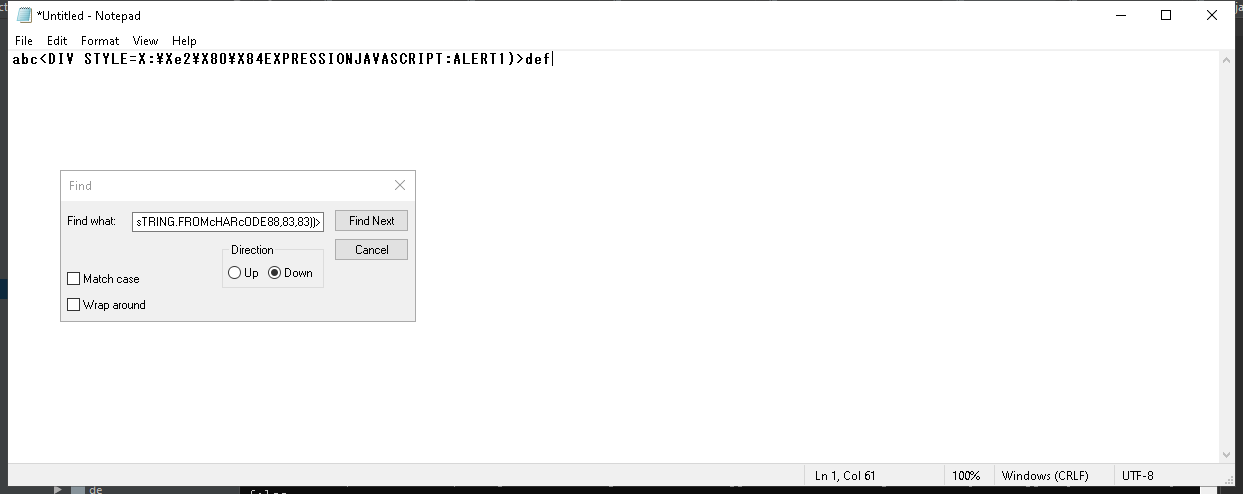 *Untitled - Notepad
File Edit Format View Help
abc<DIV STYLE=X:¥Xe2¥X80¥X84EXPRESSIONJAVASCRIPT:ALERT1)>def
Find
Find what: sTRING.FROMcHARcODE88,83,83))> Find Next
Direction Cancel
Up Down
Match case
Wrap around
Ln 1, Col 61 100% Windows (CRLF) UTF-8
de